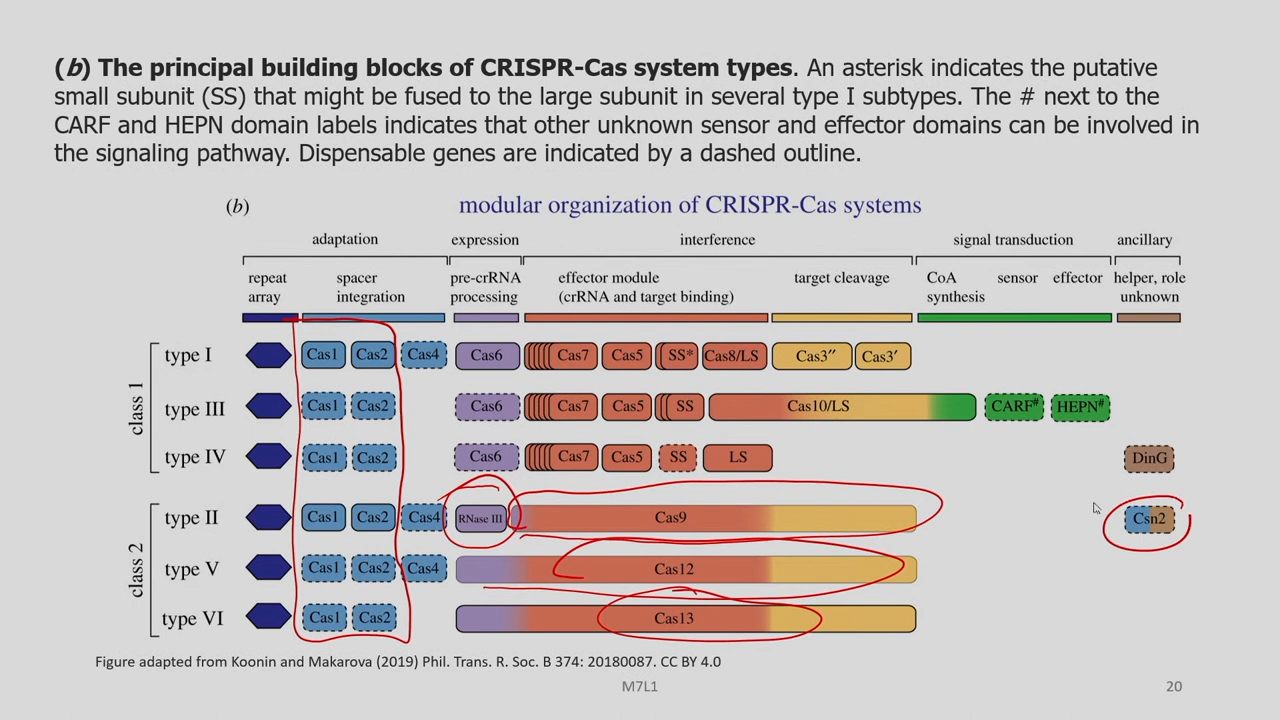 (b) The principal building blocks of CRISPR-Cas system types. An asterisk indicates the putative
small subunit (SS) that might be fused to the large subunit in several type I subtypes. The # next to the
CARF and HEPN domain labels indicates that other unknown sensor and effector domains can be involved in
the signaling pathway. Dispensable genes are indicated by a dashed outline.
(b) modular organization of CRISPR-Cas systems
adaptation expression interference signal transduction ancillary
repeat spacer pre-crRNA effector module target cleavage CoA sensor effector helper, role
array integration processing (crRNA and target binding) synthesis unknown
class 1
type I Cas1 Cas2 Cas4 Cas6 Cas7 Cas5 SS* Cas8/LS Cas3″ Cas3′
type III Cas1 Cas2 Cas6 Cas7 Cas5 SS Cas10/LS CARF# HEPN#
type IV Cas1 Cas2 Cas6 Cas7 Cas5 SS LS DinG
class 2
type II Cas1 Cas2 Cas4 RNase III Cas9 Csn2
type V Cas1 Cas2 Cas4 Cas12
type VI Cas1 Cas2 Cas13
Figure adapted from Koonin and Makarova (2019) Phil. Trans. R. Soc. B 374: 20180087. CC BY 4.0
M7L1 20